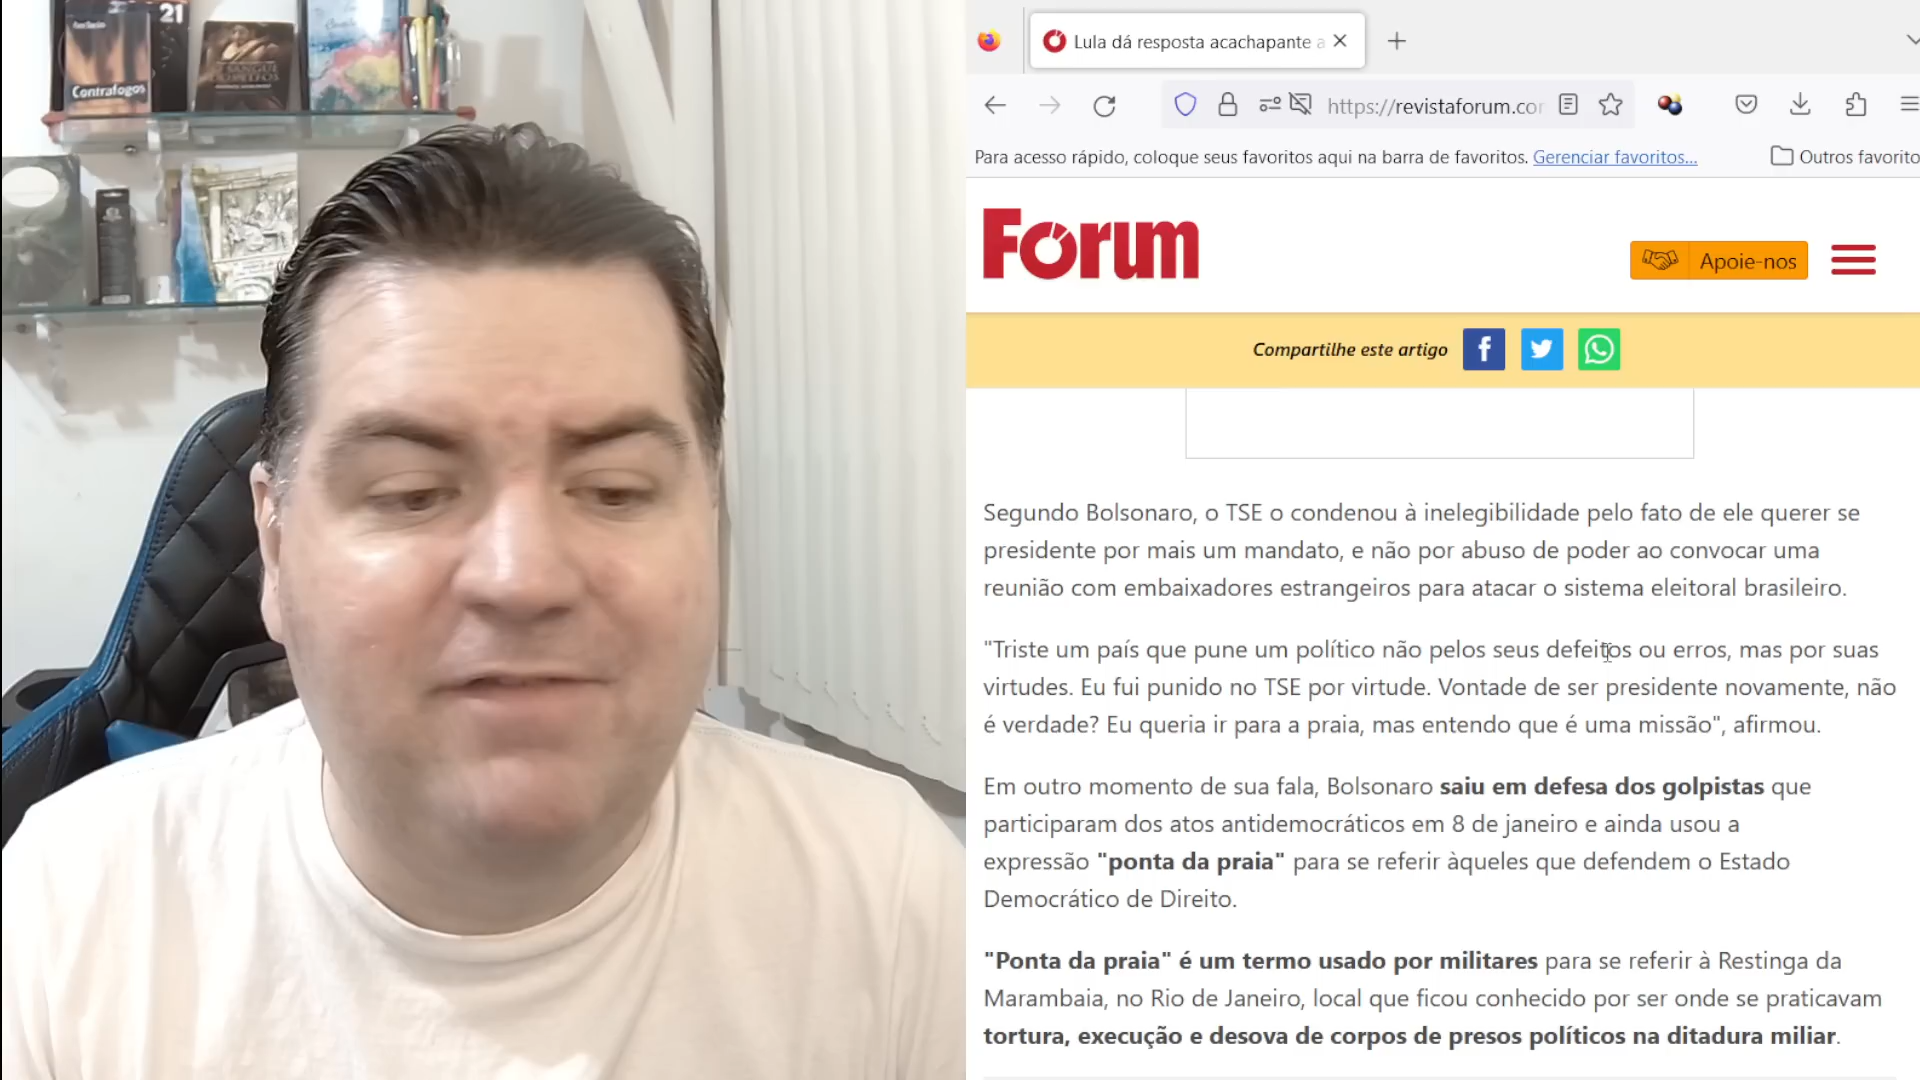 21
Contrafogos
Lula dá resposta acachapante a
https://revistaforum.cor
Para acesso rápido, coloque seus favoritos aqui na barra de favoritos. Gerenciar favoritos...
Outros favorito
Forum
Apoie-nos
Compartilhe este artigo
Segundo Bolsonaro, o TSE o condenou à inelegibilidade pelo fato de ele querer se
presidente por mais um mandato, e não por abuso de poder ao convocar uma
reunião com embaixadores estrangeiros para atacar o sistema eleitoral brasileiro.
"Triste um país que pune um político não pelos seus defeitos ou erros, mas por suas
virtudes. Eu fui punido no TSE por virtude. Vontade de ser presidente novamente, não
é verdade? Eu queria ir para a praia, mas entendo que é uma missão", afirmou.
Em outro momento de sua fala, Bolsonaro saiu em defesa dos golpistas que
participaram dos atos antidemocráticos em 8 de janeiro e ainda usou a
expressão "ponta da praia" para se referir àqueles que defendem o Estado
Democrático de Direito.
"Ponta da praia" é um termo usado por militares para se referir à Restinga da
Marambaia, no Rio de Janeiro, local que ficou conhecido por ser onde se praticavam
tortura, execução e desova de corpos de presos políticos na ditadura miliar.